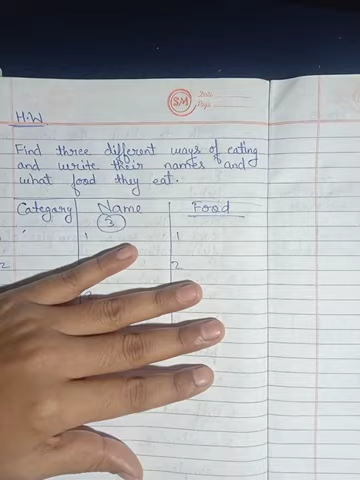 SM
Date
Page
H.W
Find three different ways of eating
and write their names and
what food they eat.
Category Name Food
3
1 1
2 2